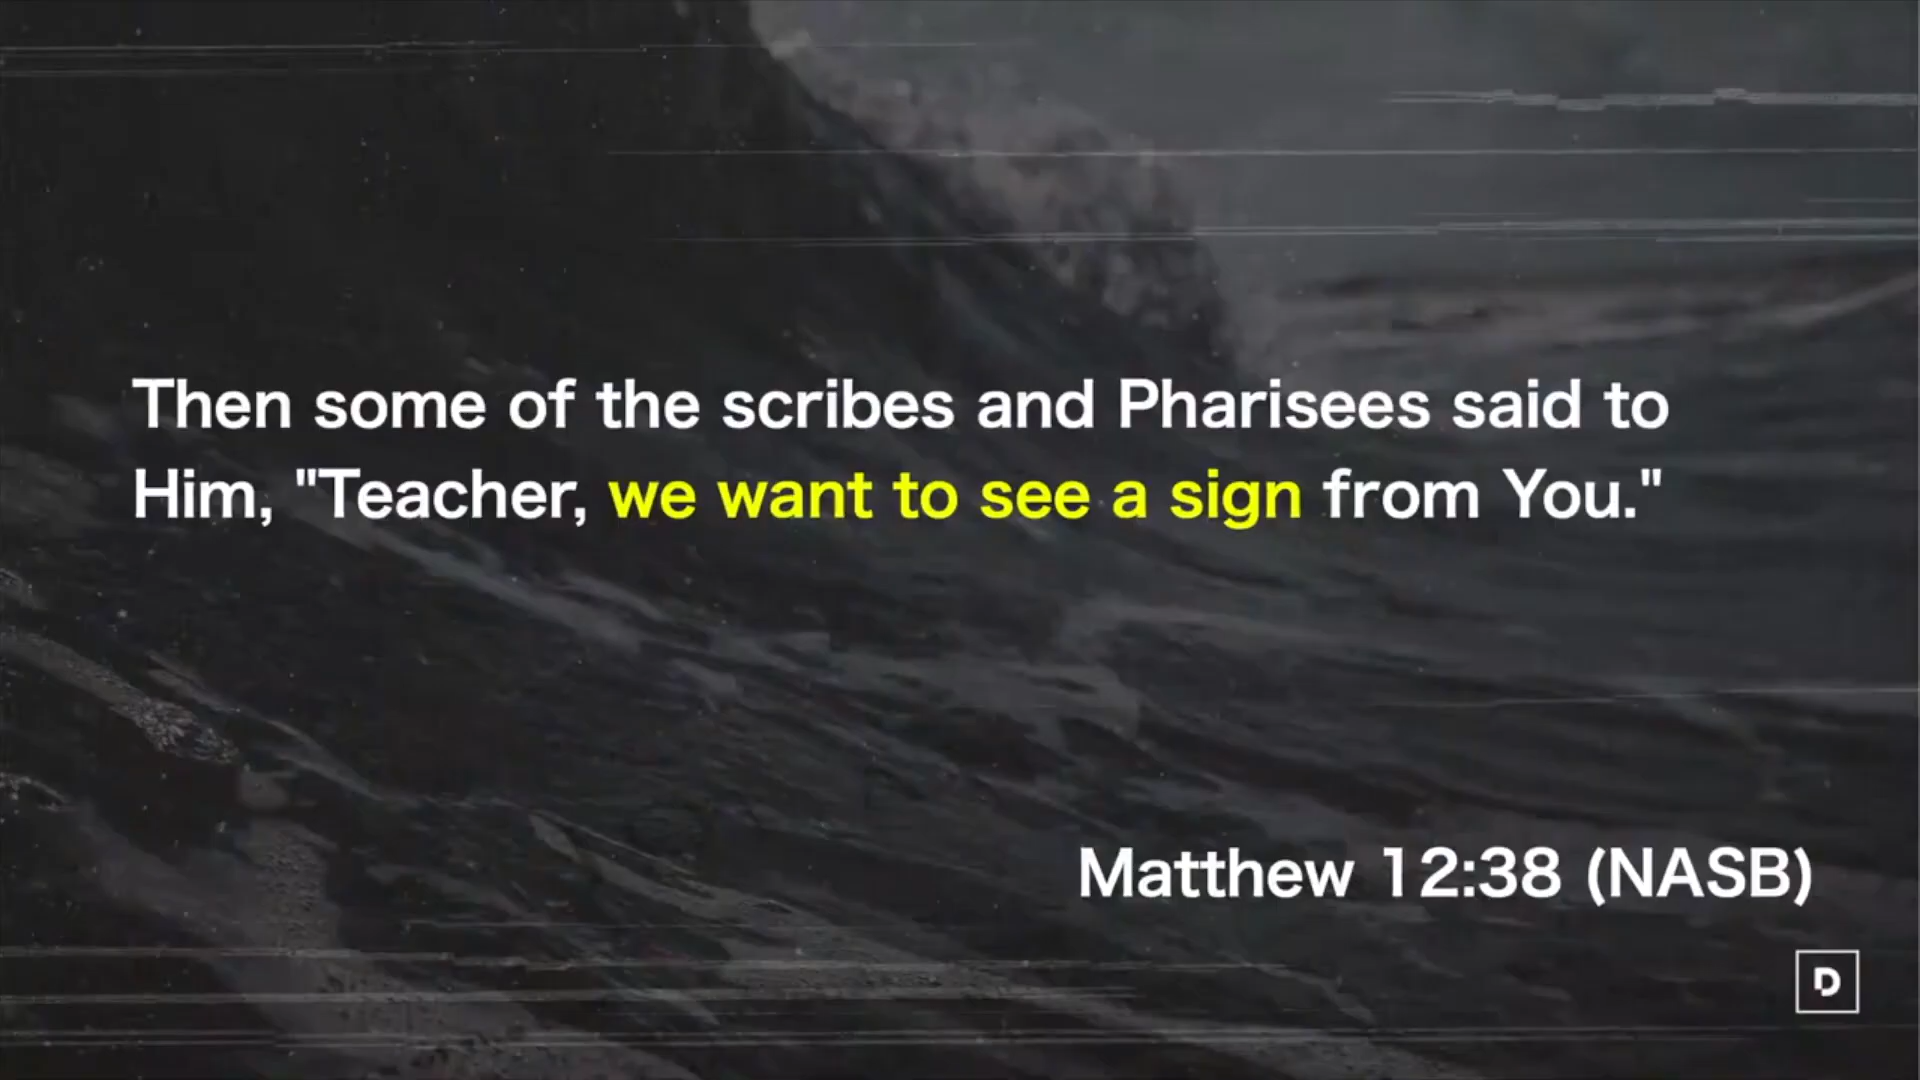 Then some of the scribes and Pharisees said to
Him, "Teacher, we want to see a sign from You."
Matthew 12:38 (NASB)
D